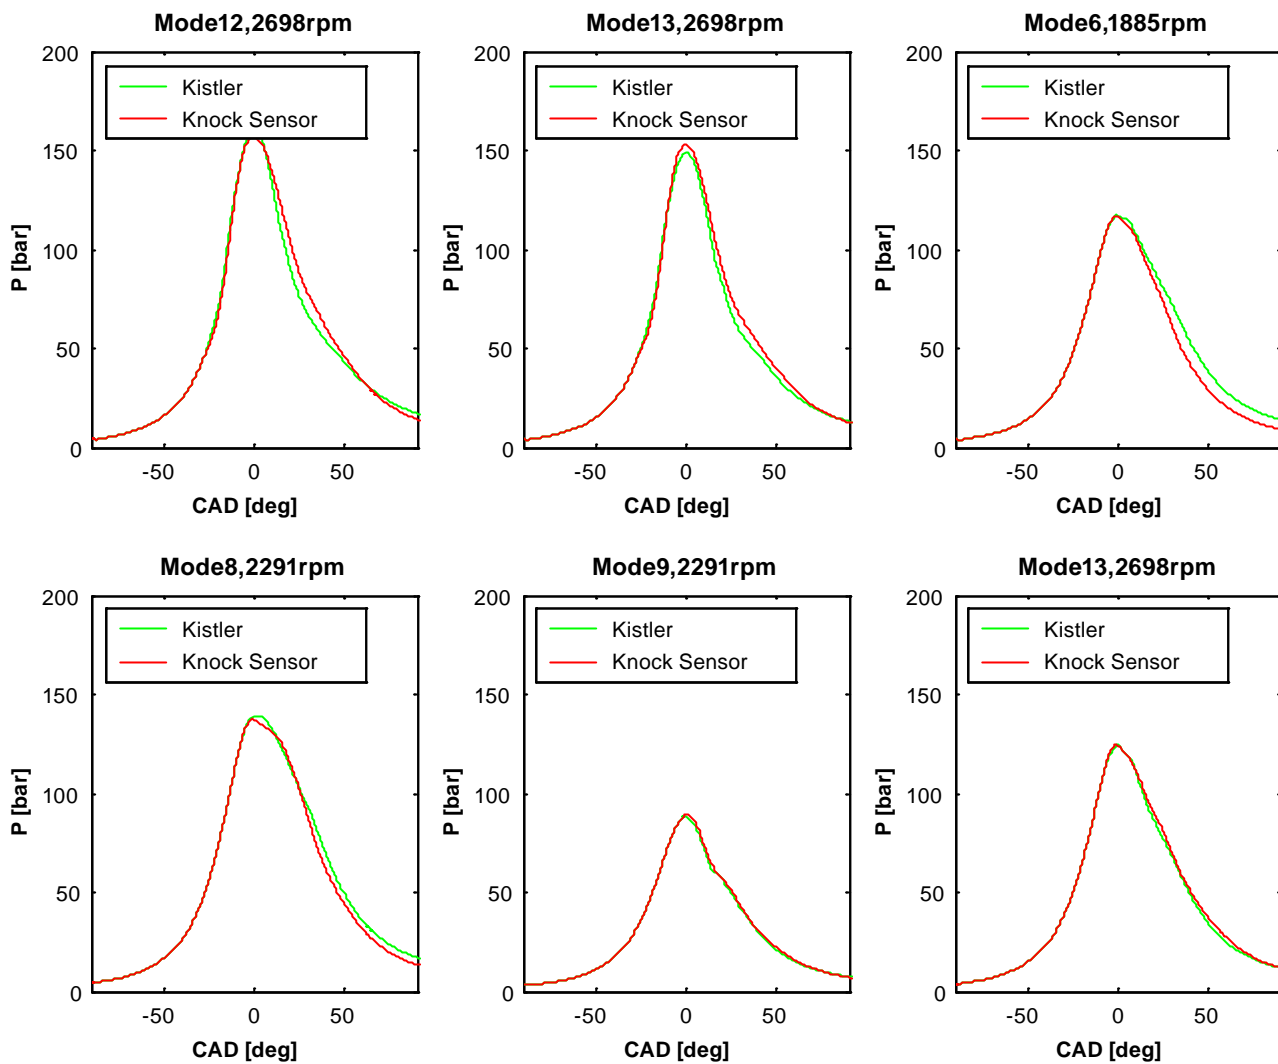 Mode12,2698rpm
200
150
100
50
0
P [bar]
Kistler
Knock Sensor
-50 0 50
CAD [deg]
Mode13,2698rpm
200
150
100
50
0
P [bar]
Kistler
Knock Sensor
-50 0 50
CAD [deg]
Mode6,1885rpm
200
150
100
50
0
P [bar]
Kistler
Knock Sensor
-50 0 50
CAD [deg]
Mode8,2291rpm
200
150
100
50
0
P [bar]
Kistler
Knock Sensor
-50 0 50
CAD [deg]
Mode9,2291rpm
200
150
100
50
0
P [bar]
Kistler
Knock Sensor
-50 0 50
CAD [deg]
Mode13,2698rpm
200
150
100
50
0
P [bar]
Kistler
Knock Sensor
-50 0 50
CAD [deg]